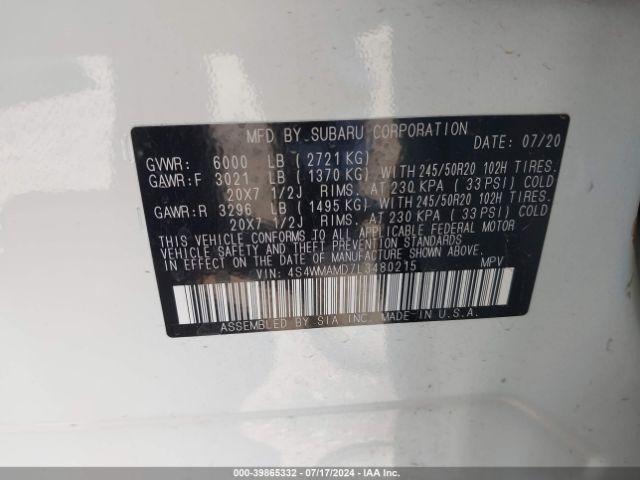 MFD BY SUBARU CORPORATION DATE: 07/20
GVWR: 6000 LB ( 2721 KG)
GAWR:F 3021 LB ( 1370 KG) WITH 245/50R20 102H TIRES.
20X7 1/2J RIMS. AT 230 KPA ( 33 PSI) COLD
GAWR:R 3296 LB ( 1495 KG) WITH 245/50R20 102H TIRES.
20X7 1/2J RIMS. AT 230 KPA ( 33 PSI) COLD
THIS VEHICLE CONFORMS TO ALL APPLICABLE FEDERAL MOTOR
VEHICLE SAFETY AND THEFT PREVENTION STANDARDS
IN EFFECT ON THE DATE OF MANUFACTURE SHOWN ABOVE.
VIN: 4S4WMAMD7L3480215 MPV
ASSEMBLED BY SIA INC. MADE IN U.S.A.
000-39865332 - 07/17/2024 - IAA Inc.